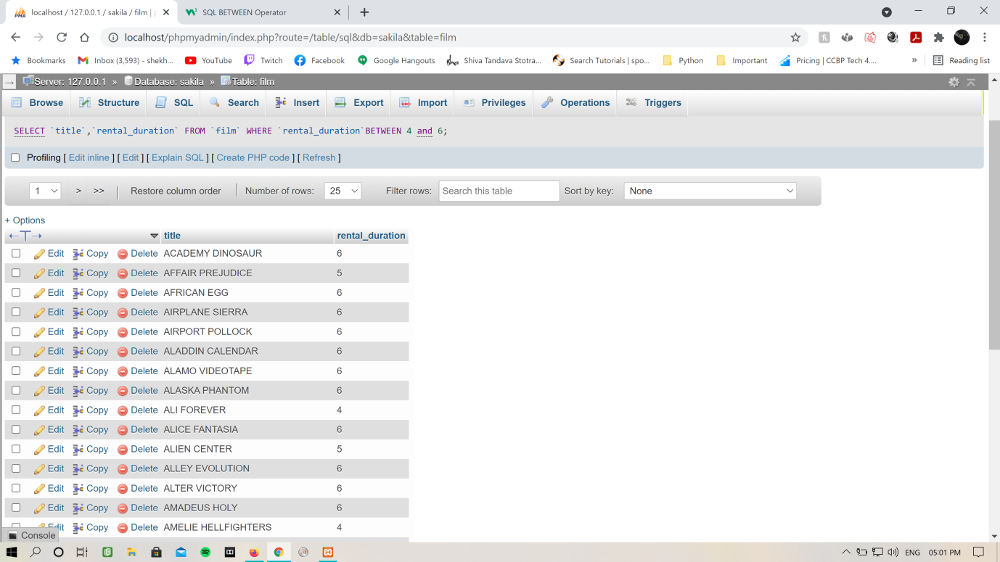 localhost / 127.0.0.1 / sakila / film |
SQL BETWEEN Operator
localhost/phpmyadmin/index.php?route=/table/sql&db=sakila&table=film
Bookmarks Inbox (3,593) - shekh... YouTube Twitch Facebook Google Hangouts Shiva Tandava Stotra... Search Tutorials | spo... Python Important Pricing | CCBP Tech 4.... » Reading list
Server: 127.0.0.1 » Database: sakila » Table: film
Browse Structure SQL Search Insert Export Import Privileges Operations Triggers
SELECT `title`,`rental_duration` FROM `film` WHERE `rental_duration`BETWEEN 4 and 6;
Profiling [ Edit inline ] [ Edit ] [ Explain SQL ] [ Create PHP code ] [ Refresh ]
1 > >> | Restore column order | Number of rows: 25 Filter rows: Search this table Sort by key: None
+ Options
←T→ title rental_duration
Edit Copy Delete ACADEMY DINOSAUR 6
Edit Copy Delete AFFAIR PREJUDICE 5
Edit Copy Delete AFRICAN EGG 6
Edit Copy Delete AIRPLANE SIERRA 6
Edit Copy Delete AIRPORT POLLOCK 6
Edit Copy Delete ALADDIN CALENDAR 6
Edit Copy Delete ALAMO VIDEOTAPE 6
Edit Copy Delete ALASKA PHANTOM 6
Edit Copy Delete ALI FOREVER 4
Edit Copy Delete ALICE FANTASIA 6
Edit Copy Delete ALIEN CENTER 5
Edit Copy Delete ALLEY EVOLUTION 6
Edit Copy Delete ALTER VICTORY 6
Edit Copy Delete AMADEUS HOLY 6
Edit Copy Delete AMELIE HELLFIGHTERS 4
Console
ENG 05:01 PM